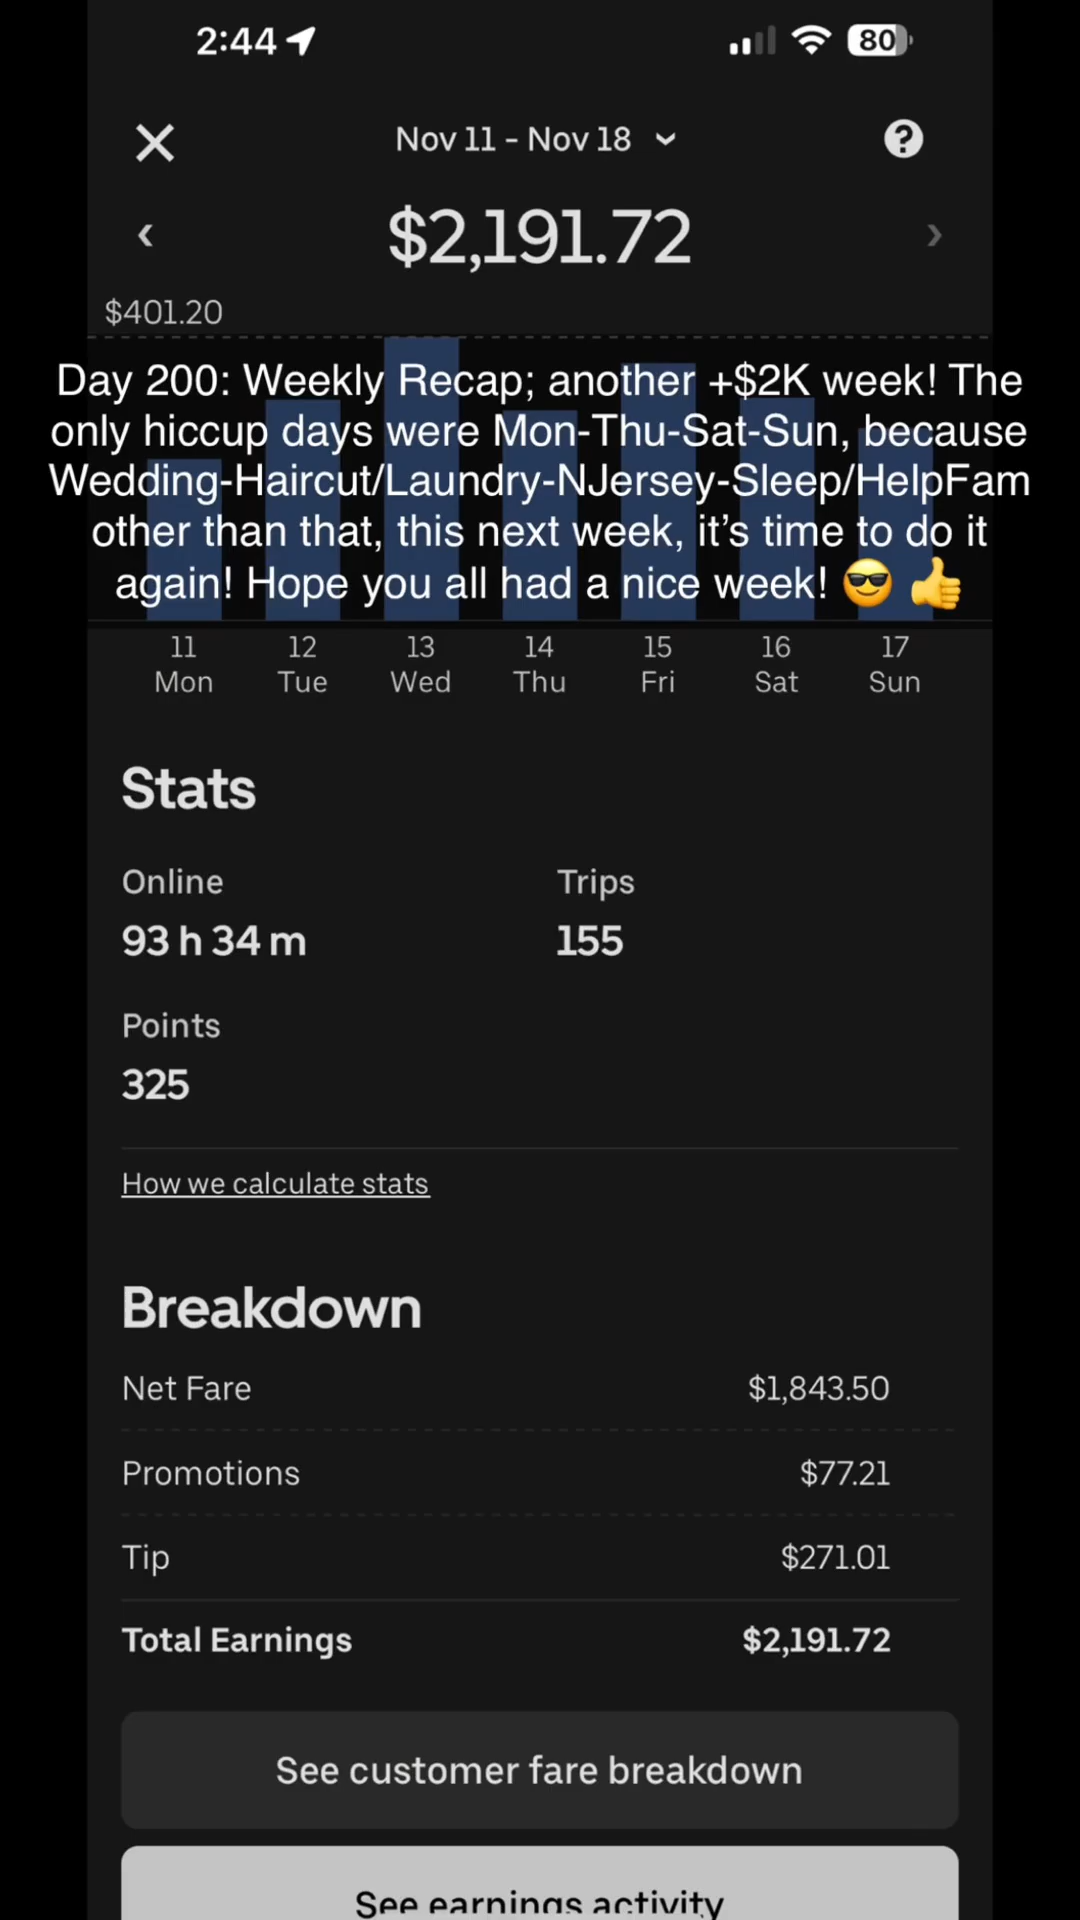 2:44
80
Nov 11 - Nov 18
?
$2,191.72
$401.20
Day 200: Weekly Recap; another +$2K week! The
only hiccup days were Mon-Thu-Sat-Sun, because
Wedding-Haircut/Laundry-NJersey-Sleep/HelpFam
other than that, this next week, it’s time to do it
again! Hope you all had a nice week! 😎 👍
11 12 13 14 15 16 17
Mon Tue Wed Thu Fri Sat Sun
Stats
Online Trips
93 h 34 m 155
Points
325
How we calculate stats
Breakdown
Net Fare $1,843.50
Promotions $77.21
Tip $271.01
Total Earnings $2,191.72
See customer fare breakdown
See earnings activity